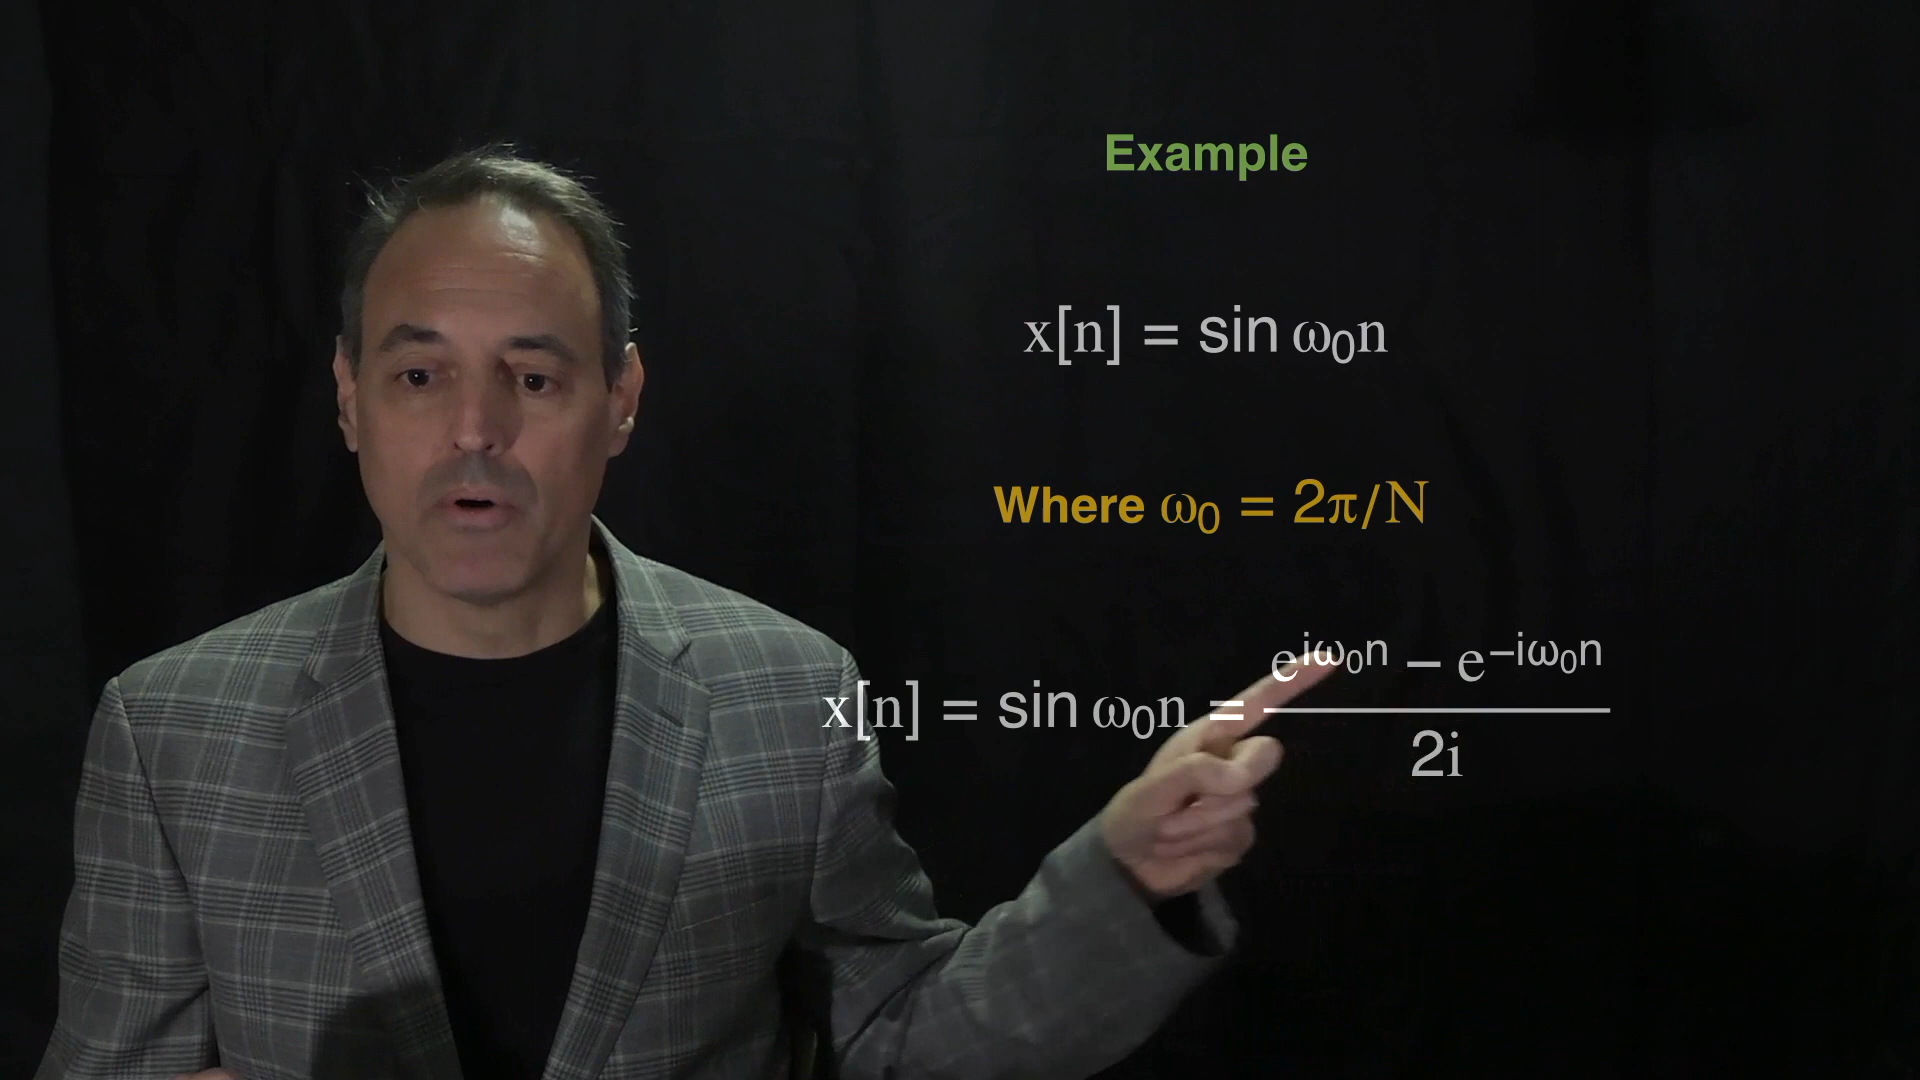 Example
x[n] = sin ω₀n
Where ω₀ = 2π/N
x[n] = sin ω₀n = (e^{iω₀n} − e^{−iω₀n}) / 2i